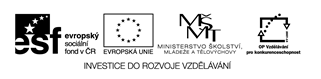 esf evropský sociální fond v ČR
EVROPSKÁ UNIE
MINISTERSTVO ŠKOLSTVÍ,
MLÁDEŽE A TĚLOVÝCHOVY
OP Vzdělávání
pro konkurenceschopnost
INVESTICE DO ROZVOJE VZDĚLÁVÁNÍ